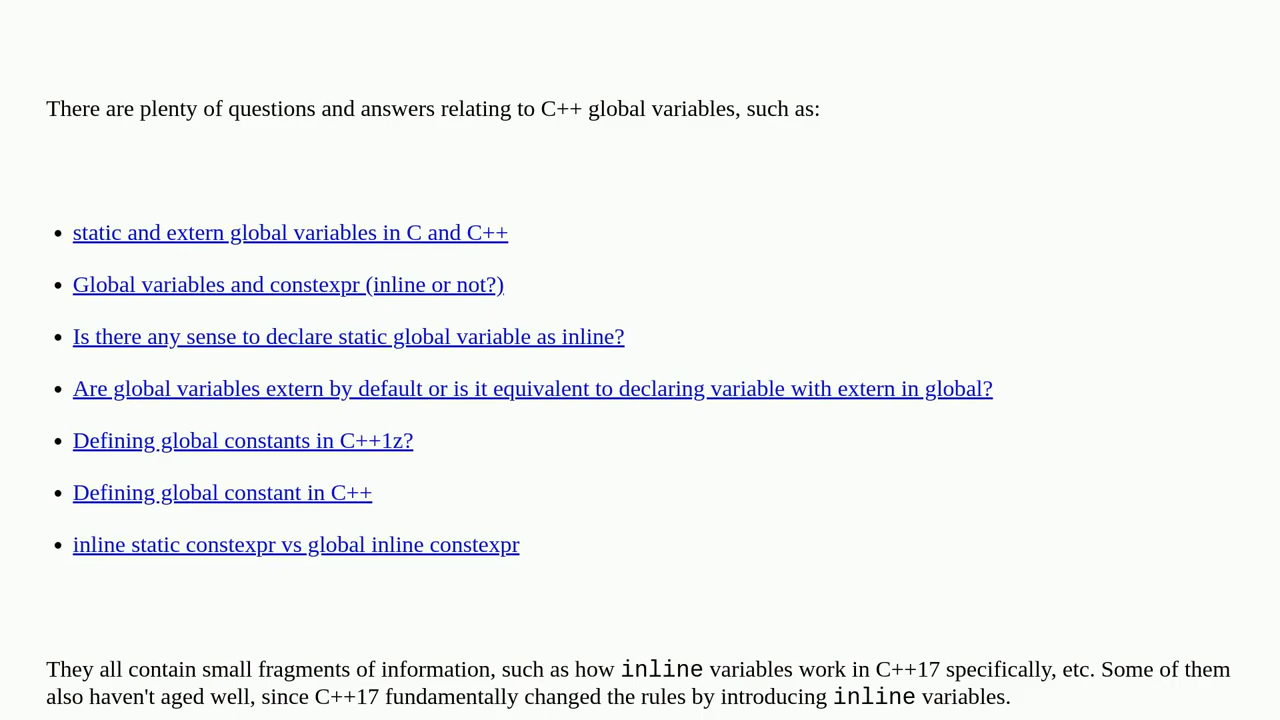 There are plenty of questions and answers relating to C++ global variables, such as:
• static and extern global variables in C and C++
• Global variables and constexpr (inline or not?)
• Is there any sense to declare static global variable as inline?
• Are global variables extern by default or is it equivalent to declaring variable with extern in global?
• Defining global constants in C++1z?
• Defining global constant in C++
• inline static constexpr vs global inline constexpr
They all contain small fragments of information, such as how inline variables work in C++17 specifically, etc. Some of them
also haven't aged well, since C++17 fundamentally changed the rules by introducing inline variables.